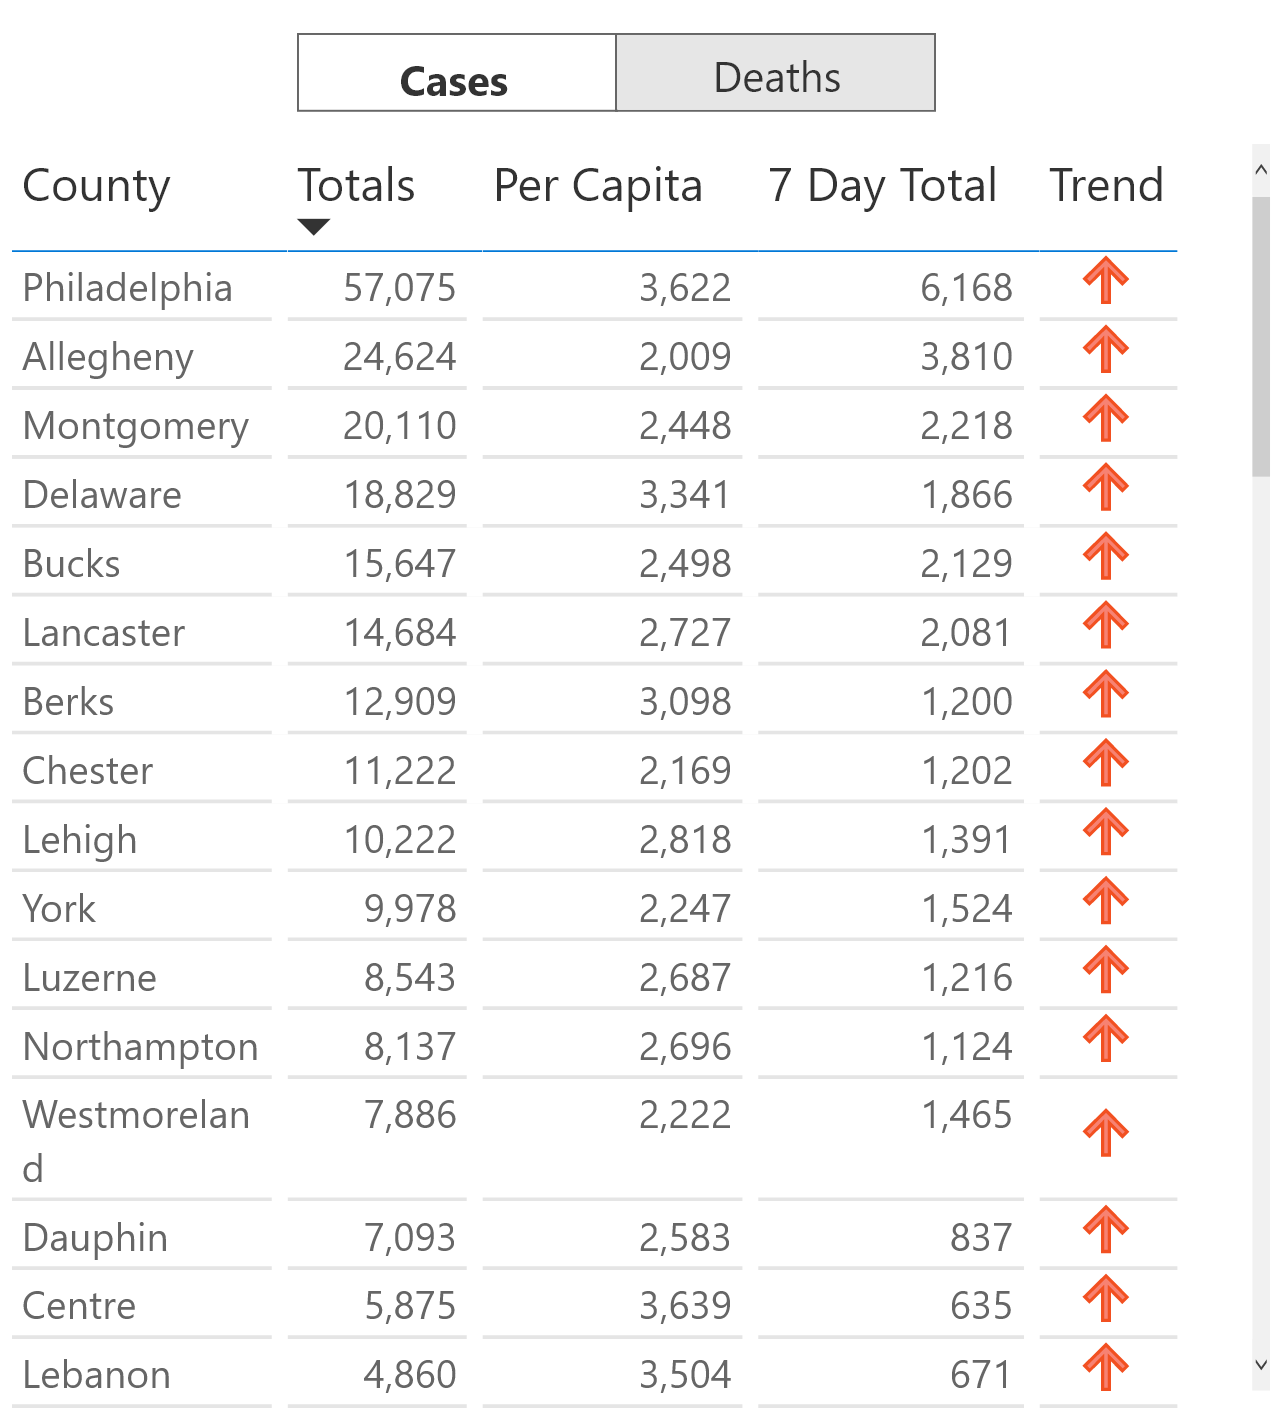 Cases Deaths
County Totals Per Capita 7 Day Total Trend
Philadelphia 57,075 3,622 6,168
Allegheny 24,624 2,009 3,810
Montgomery 20,110 2,448 2,218
Delaware 18,829 3,341 1,866
Bucks 15,647 2,498 2,129
Lancaster 14,684 2,727 2,081
Berks 12,909 3,098 1,200
Chester 11,222 2,169 1,202
Lehigh 10,222 2,818 1,391
York 9,978 2,247 1,524
Luzerne 8,543 2,687 1,216
Northampton 8,137 2,696 1,124
Westmorelan 7,886 2,222 1,465
d
Dauphin 7,093 2,583 837
Centre 5,875 3,639 635
Lebanon 4,860 3,504 671